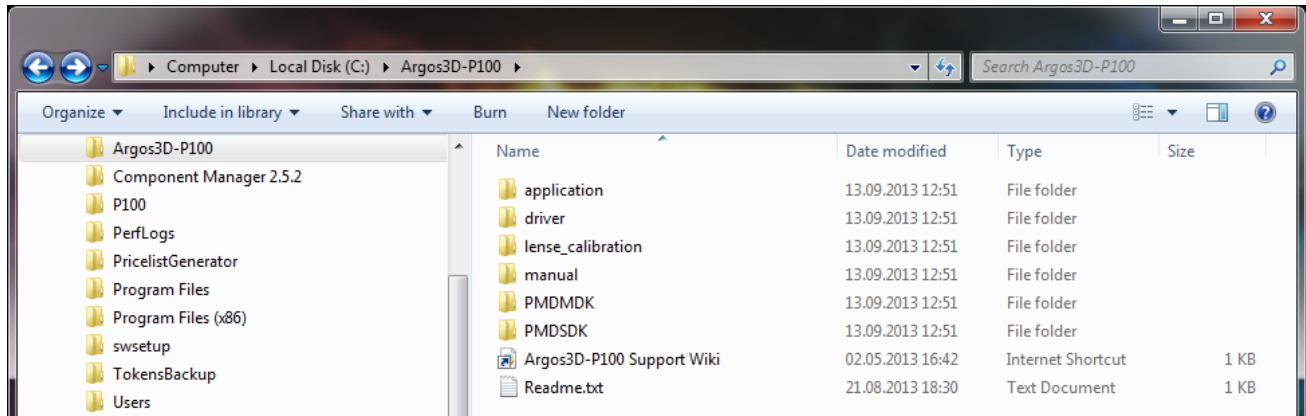 Computer Local Disk (C:) Argos3D-P100 Search Argos3D-P100
Organize Include in library Share with Burn New folder
Argos3D-P100
Component Manager 2.5.2
P100
PerfLogs
PricelistGenerator
Program Files
Program Files (x86)
swsetup
TokensBackup
Users
Name Date modified Type Size
application 13.09.2013 12:51 File folder
driver 13.09.2013 12:51 File folder
lense_calibration 13.09.2013 12:51 File folder
manual 13.09.2013 12:51 File folder
PMDMDK 13.09.2013 12:51 File folder
PMDSDK 13.09.2013 12:51 File folder
Argos3D-P100 Support Wiki 02.05.2013 16:42 Internet Shortcut 1 KB
Readme.txt 21.08.2013 18:30 Text Document 1 KB